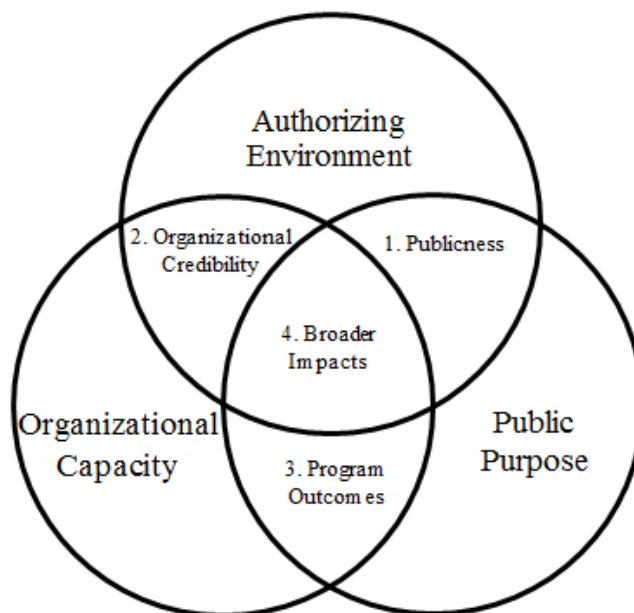 Authorizing
Environment
2. Organizational
Credibility
1. Publicness
4. Broader
Impacts
Organizational
Capacity
Public
Purpose
3. Program
Outcomes